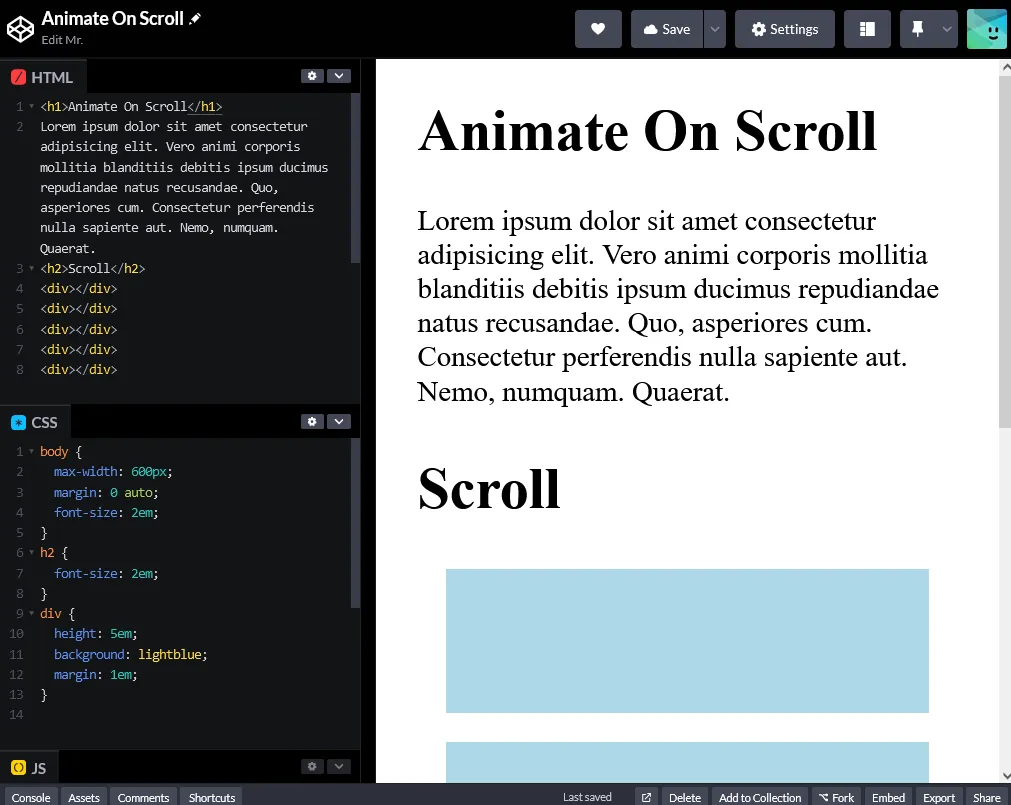 Animate On Scroll
Edit Mr.
Save
Settings
HTML
1 <h1>Animate On Scroll</h1>
2 Lorem ipsum dolor sit amet consectetur
adipisicing elit. Vero animi corporis
mollitia blanditiis debitis ipsum ducimus
repudiandae natus recusandae. Quo,
asperiores cum. Consectetur perferendis
nulla sapiente aut. Nemo, numquam.
Quaerat.
3 <h2>Scroll</h2>
4 <div></div>
5 <div></div>
6 <div></div>
7 <div></div>
8 <div></div>
CSS
1 body {
2 max-width: 600px;
3 margin: 0 auto;
4 font-size: 2em;
5 }
6 h2 {
7 font-size: 2em;
8 }
9 div {
10 height: 5em;
11 background: lightblue;
12 margin: 1em;
13 }
14
JS
Animate On Scroll
Lorem ipsum dolor sit amet consectetur
adipisicing elit. Vero animi corporis mollitia
blanditiis debitis ipsum ducimus repudiandae
natus recusandae. Quo, asperiores cum.
Consectetur perferendis nulla sapiente aut.
Nemo, numquam. Quaerat.
Scroll
Console Assets Comments Shortcuts Last saved Delete Add to Collection Fork Embed Export Share